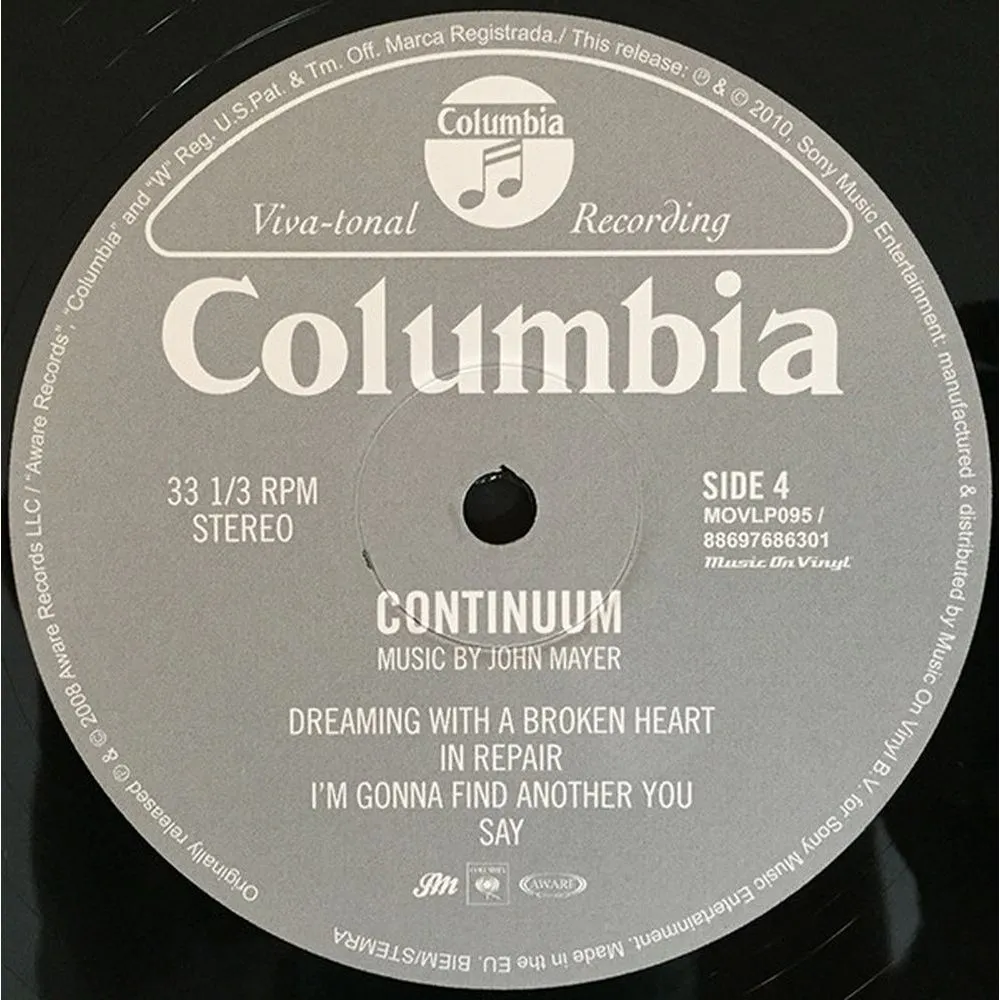 Originally released ℗ & © 2008 Aware Records LLC / "Aware Records", "Columbia" and "W" Reg. U.S.Pat. & Tm. Off. Marca Registrada./ This release: ℗ & © 2010, Sony Music Entertainment: manufactured & distributed by Music On Vinyl B.V. for Sony Music Entertainment. Made in the EU. BIEM/STEMRA
Columbia
Viva-tonal Recording
Columbia
33 1/3 RPM
STEREO
SIDE 4
MOVLP095 /
88697686301
Music On Vinyl
CONTINUUM
MUSIC BY JOHN MAYER
DREAMING WITH A BROKEN HEART
IN REPAIR
I'M GONNA FIND ANOTHER YOU
SAY
JM
COLUMBIA
AWARE